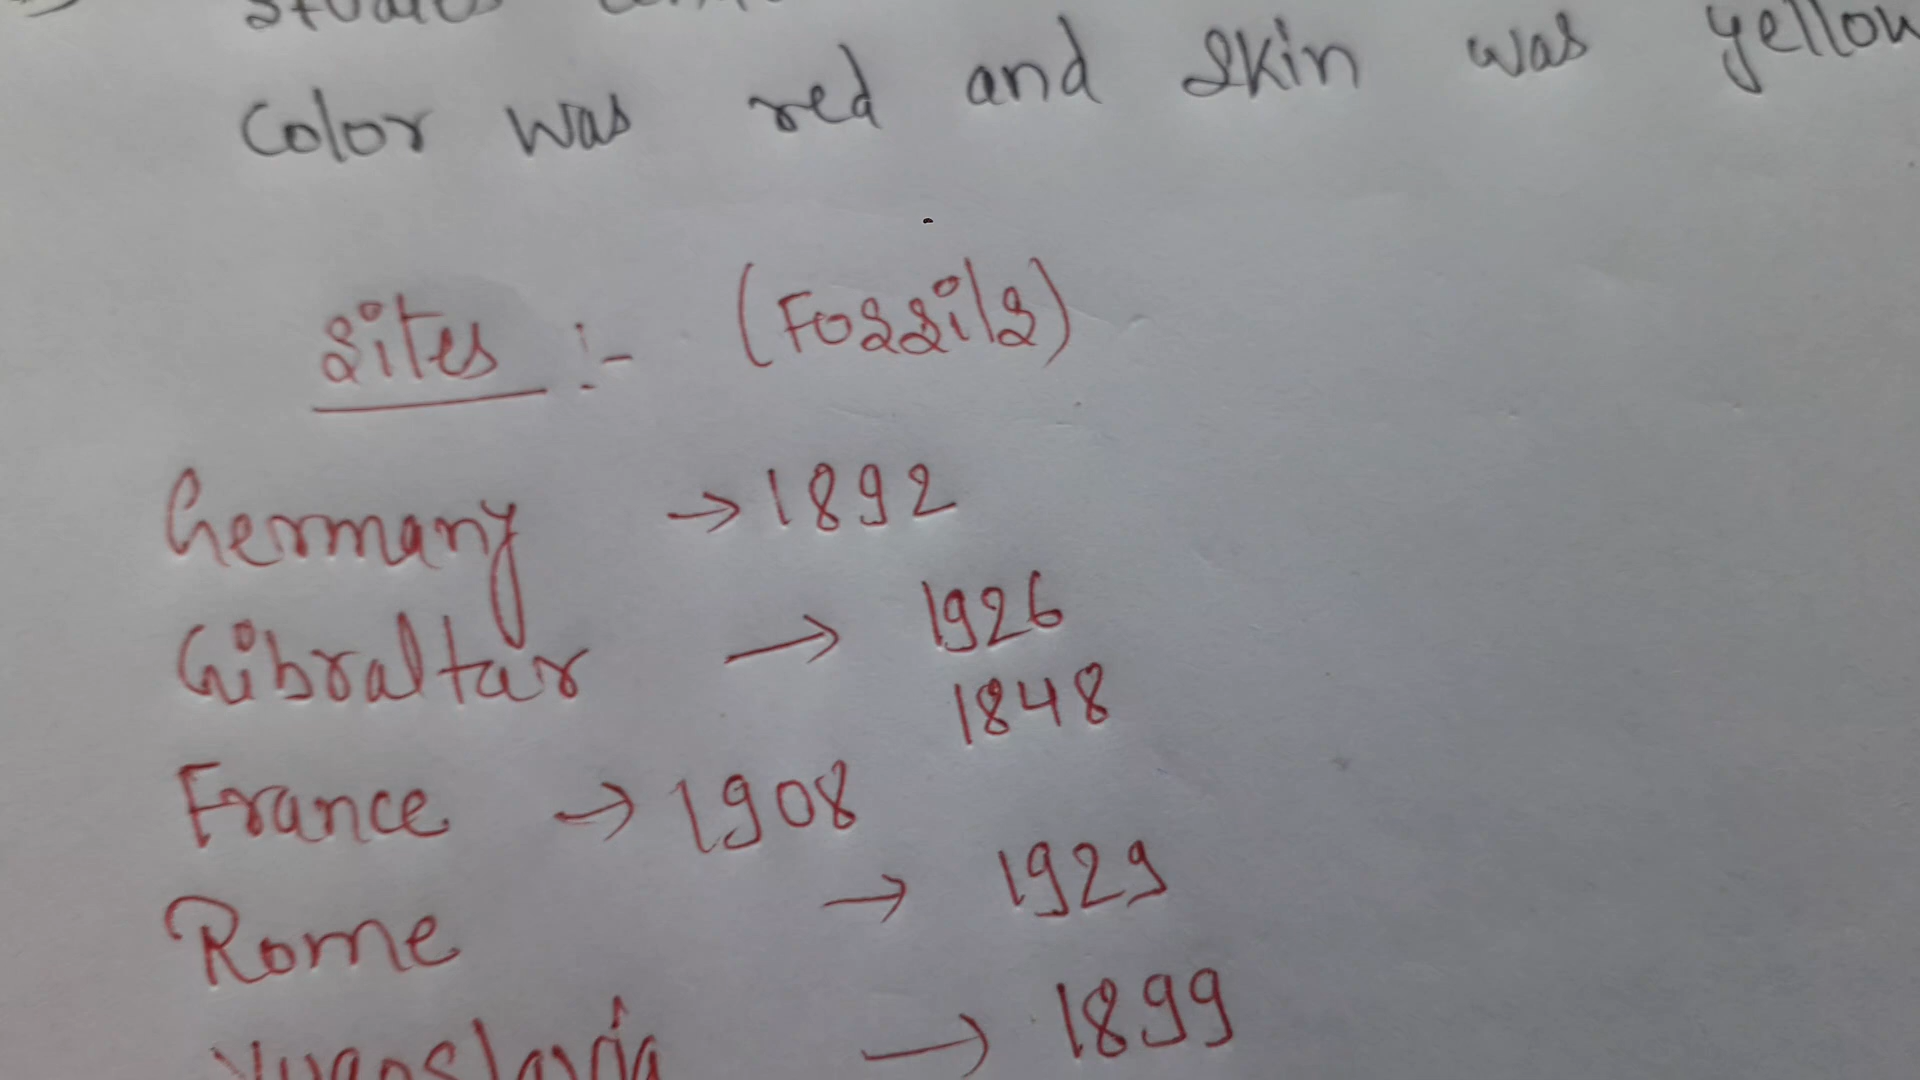 color was red and skin was yellow
Sites :- (Fossils)
Germany → 1892
Gibraltar → 1926
1848
France → 1908
Rome → 1929
Yugoslavia → 1899